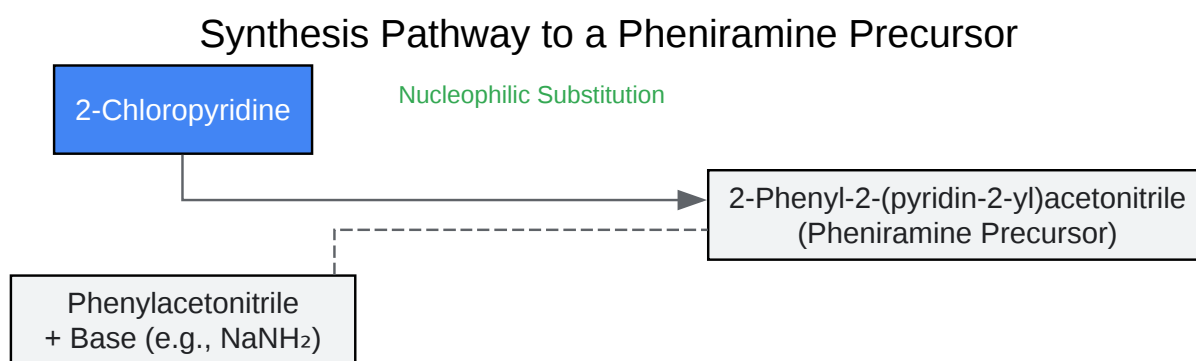 Synthesis Pathway to a Pheniramine Precursor
2-Chloropyridine
Nucleophilic Substitution
2-Phenyl-2-(pyridin-2-yl)acetonitrile
(Pheniramine Precursor)
Phenylacetonitrile
+ Base (e.g., NaNH₂)